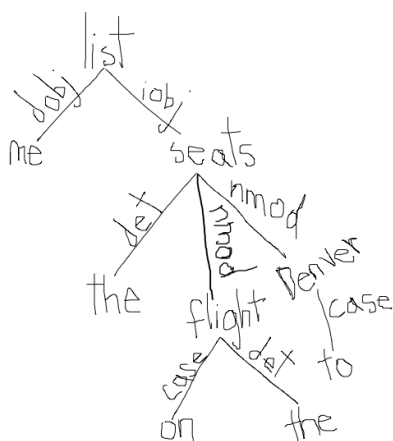 list
dobj iobj
me seats
det nmod nmod
the flight Denver
case det case
on the to